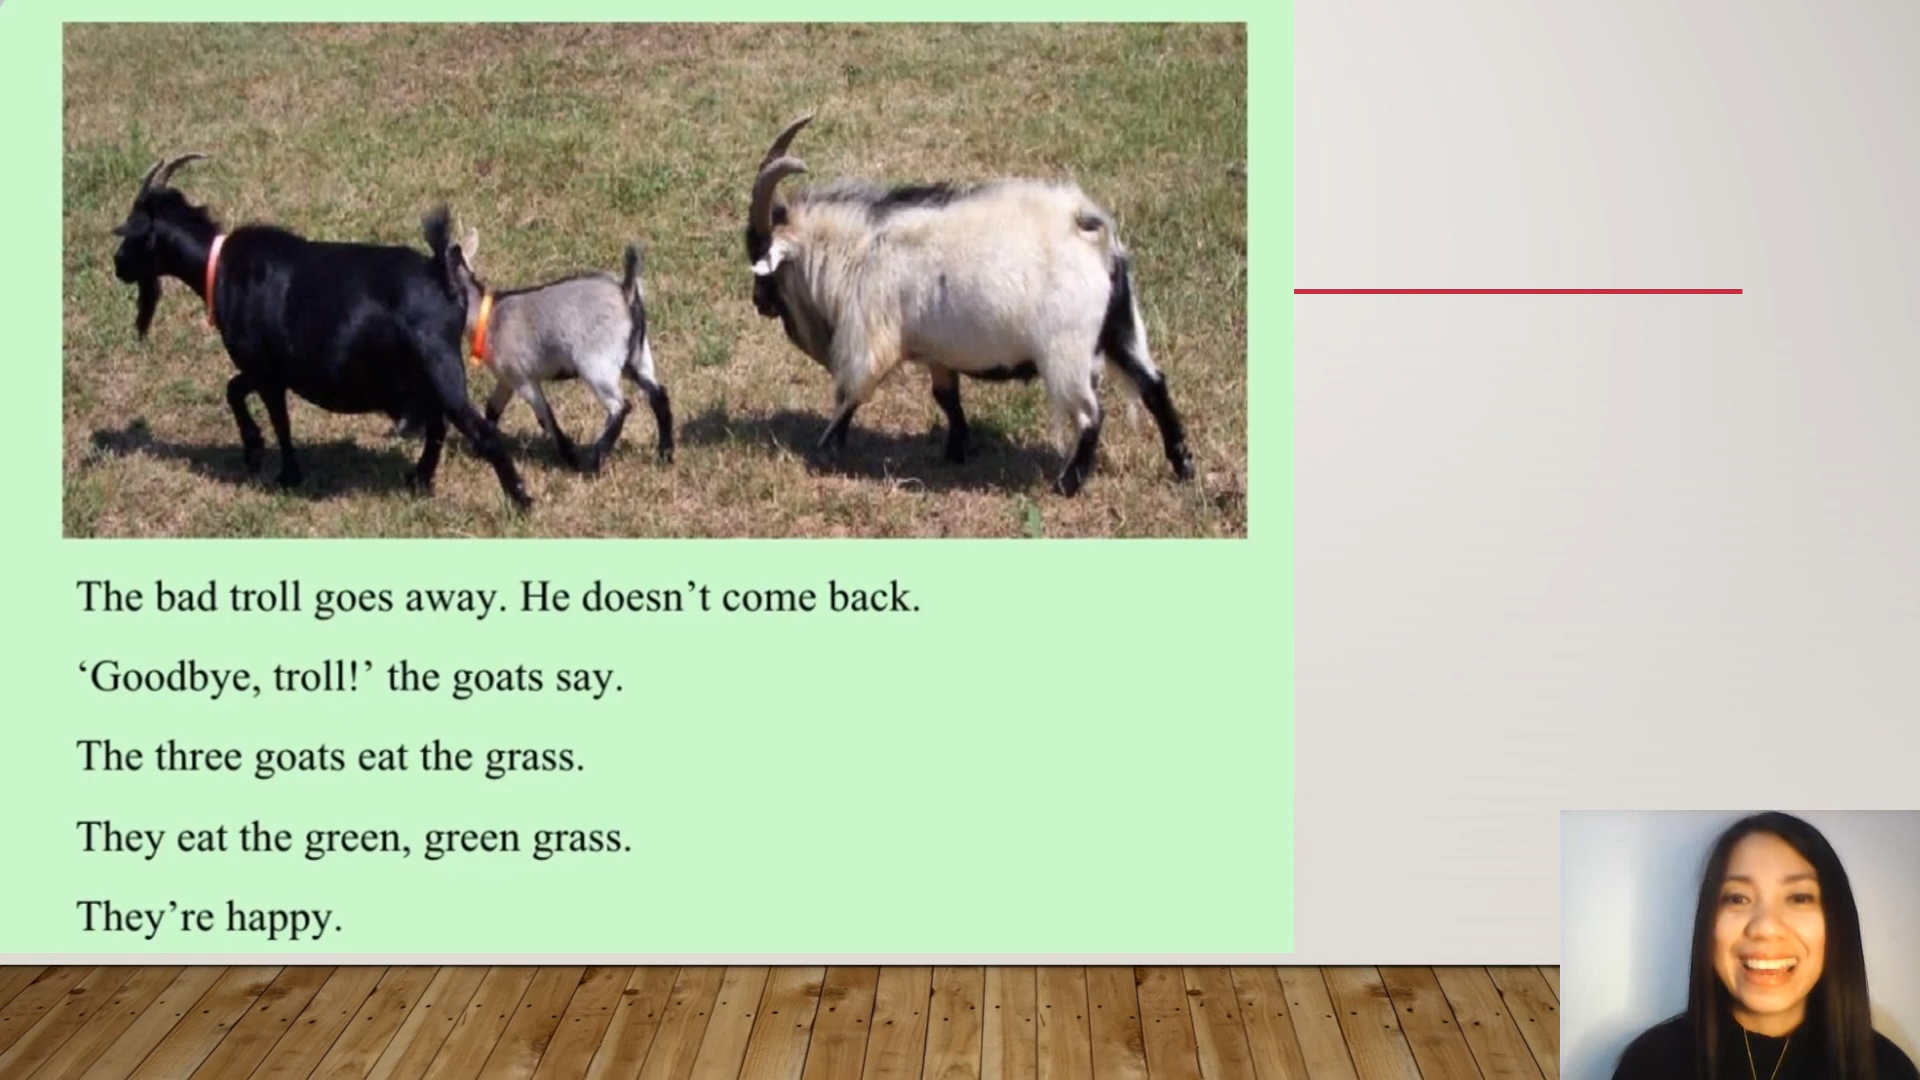 The bad troll goes away. He doesn’t come back.
‘Goodbye, troll!’ the goats say.
The three goats eat the grass.
They eat the green, green grass.
They’re happy.